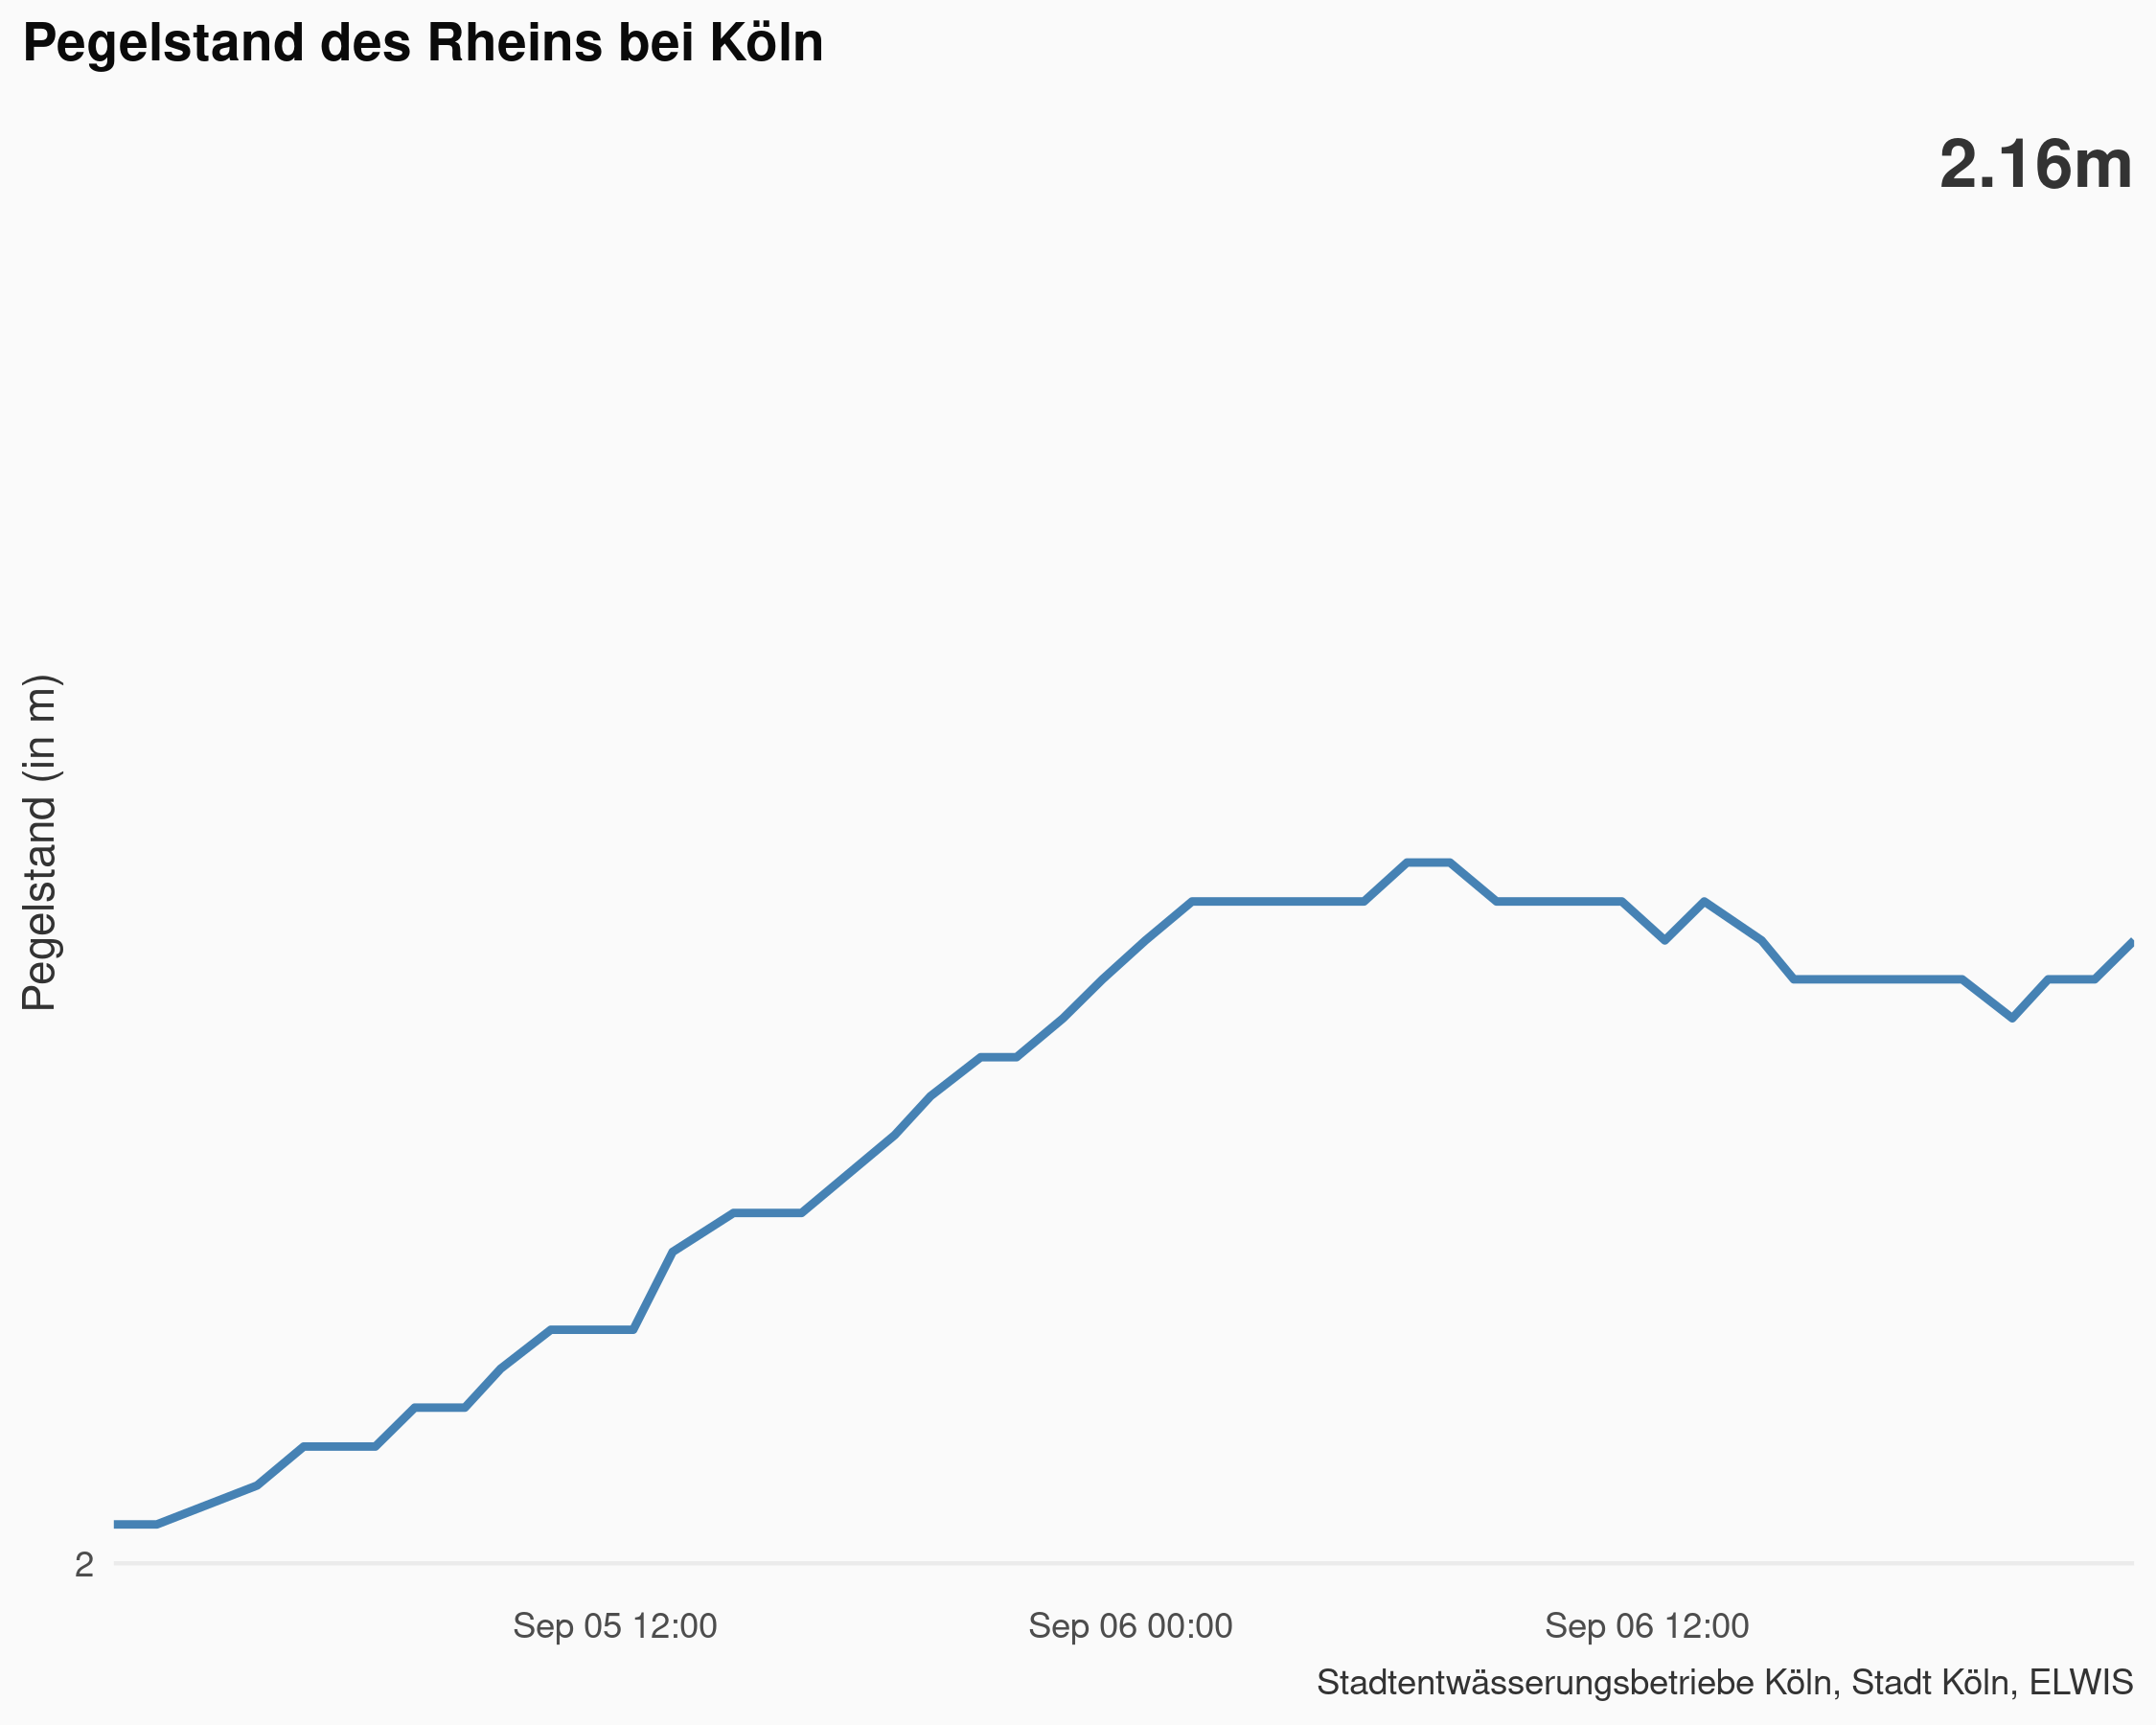 Pegelstand des Rheins bei Köln
2.16m
Pegelstand (in m)
2
Sep 05 12:00
Sep 06 00:00
Sep 06 12:00
Stadtentwässerungsbetriebe Köln, Stadt Köln, ELWIS